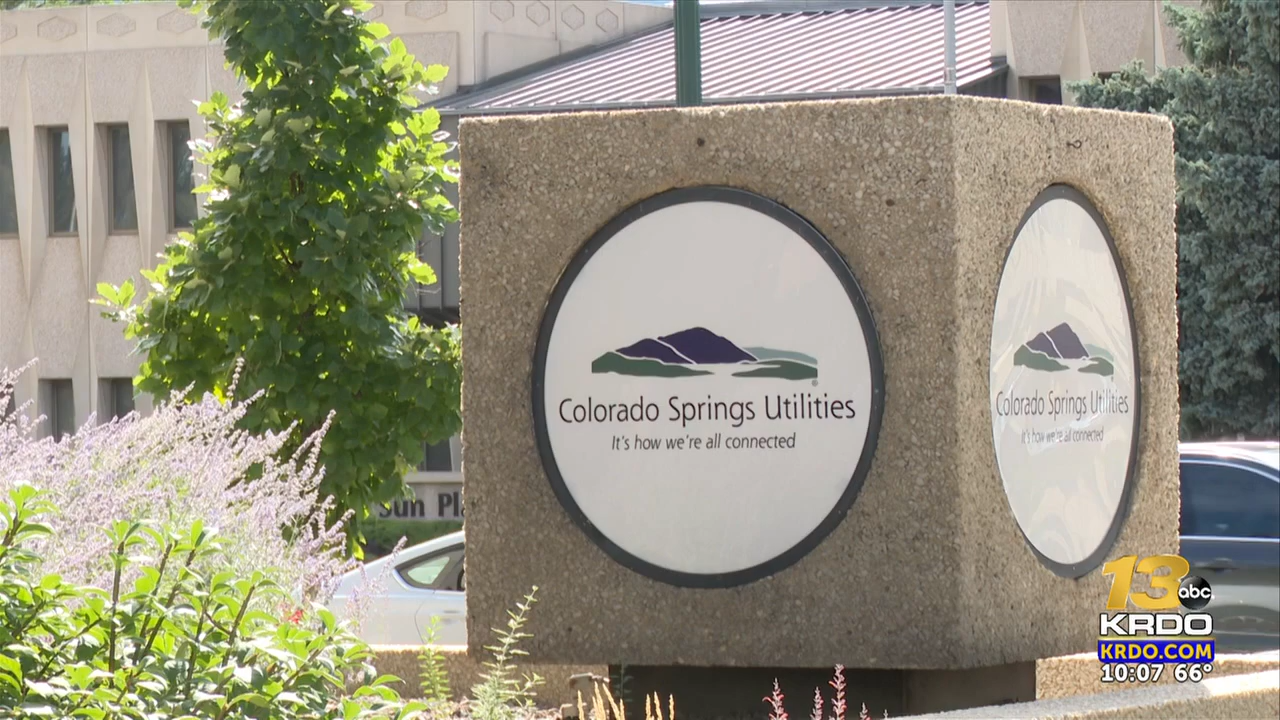 Colorado Springs Utilities
It's how we're all connected
Colorado Springs Utilities
It's how we're all connected
Sun
13 abc
KRDO
KRDO.COM
10:07 66°